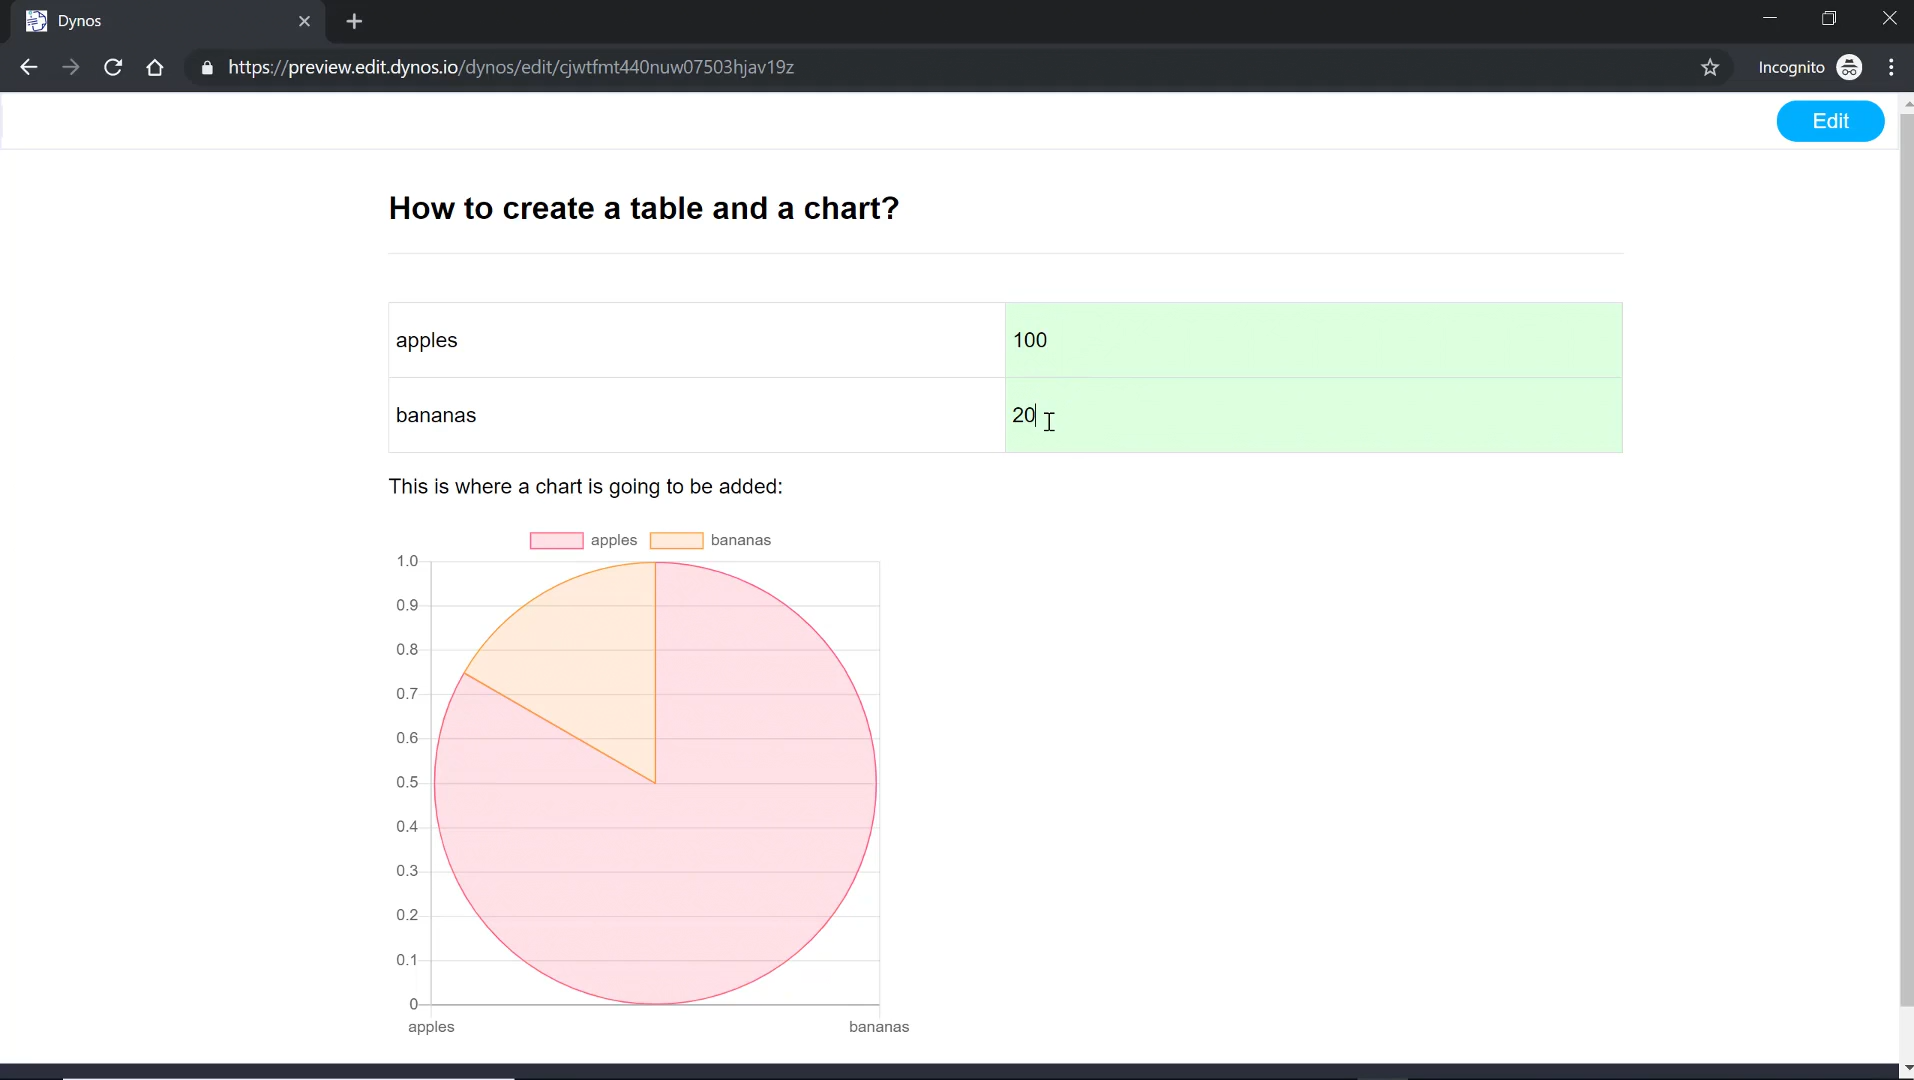 Dynos
https://preview.edit.dynos.io/dynos/edit/cjwtfmt440nuw07503hjav19z
Incognito
Edit
How to create a table and a chart?
apples 100
bananas 20
This is where a chart is going to be added:
apples bananas
1.0
0.9
0.8
0.7
0.6
0.5
0.4
0.3
0.2
0.1
0
apples bananas